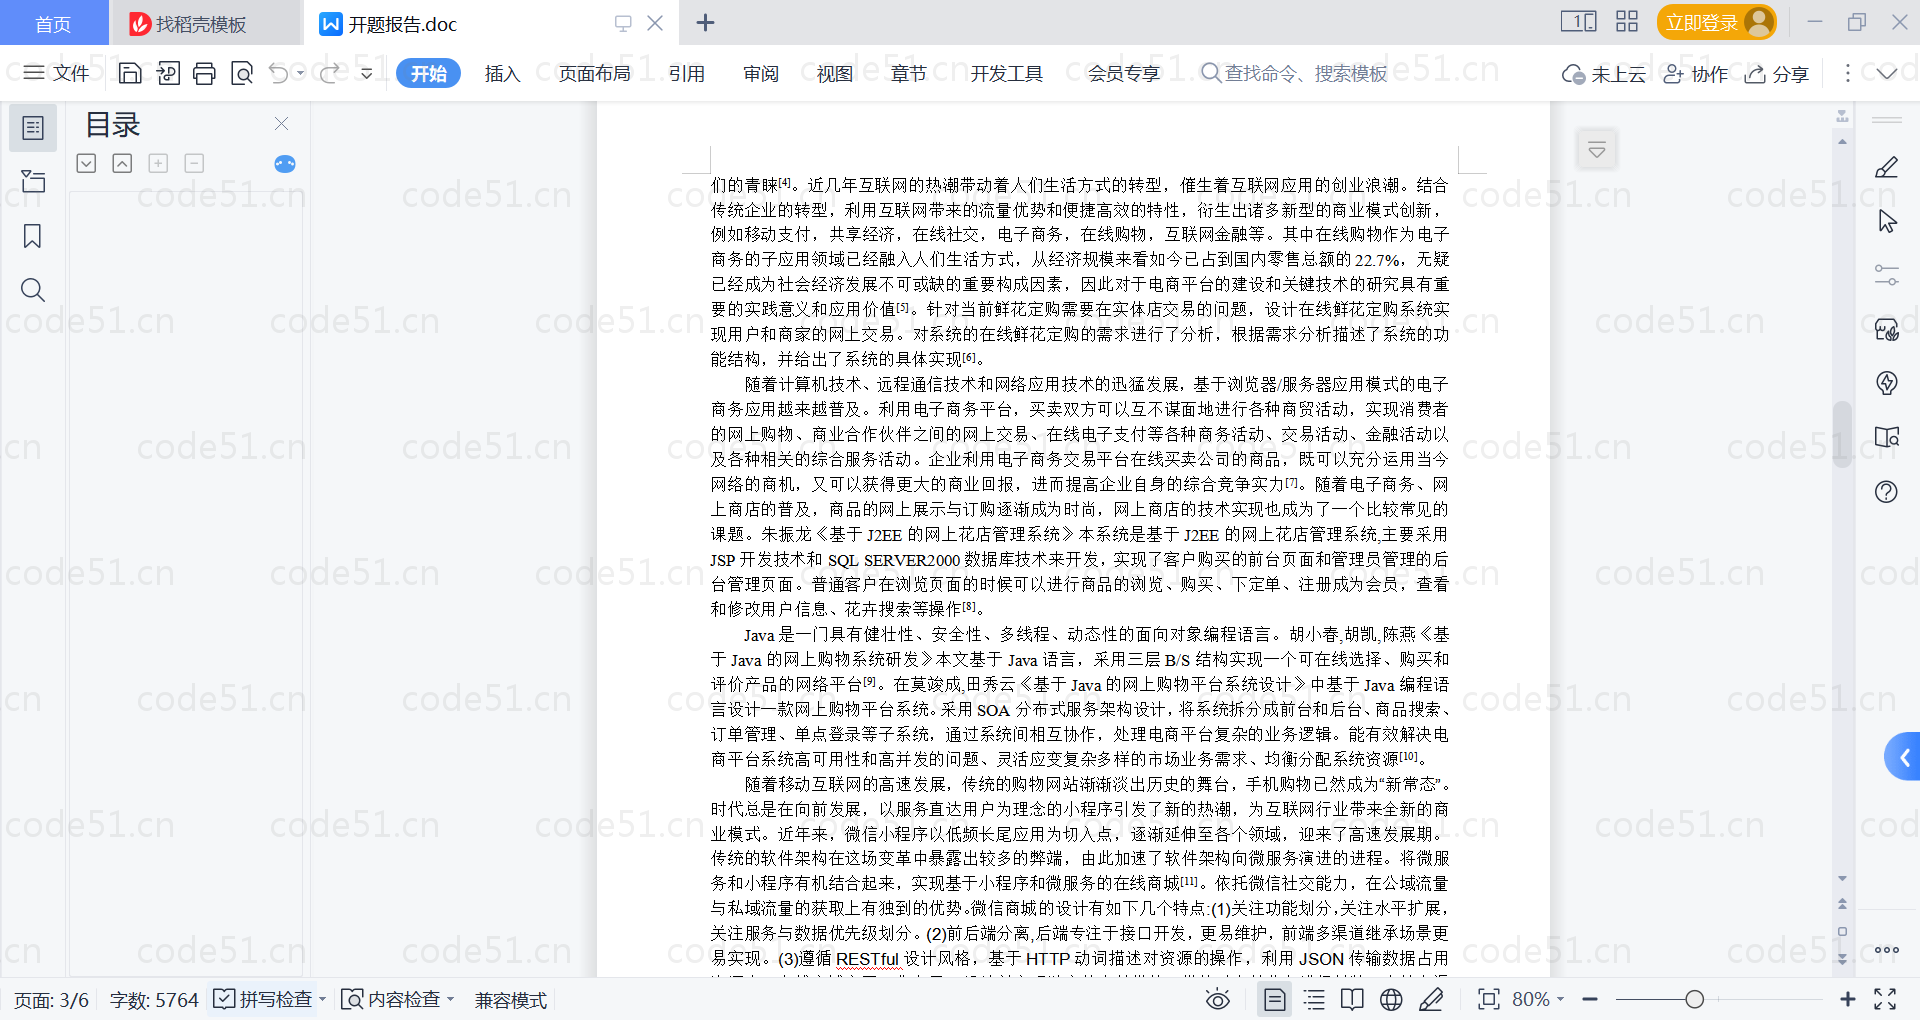 首页
找稻壳模板
开题报告.doc
立即登录
文件
开始 插入 页面布局 引用 审阅 视图 章节 开发工具 会员专享
查找命令、搜索模板
未上云 协作 分享
目录
们的青睐[4]。近几年互联网的热潮带动着人们生活方式的转型，催生着互联网应用的创业浪潮。结合
传统企业的转型，利用互联网带来的流量优势和便捷高效的特性，衍生出诸多新型的商业模式创新，
例如移动支付，共享经济，在线社交，电子商务，在线购物，互联网金融等。其中在线购物作为电子
商务的子应用领域已经融入人们生活方式，从经济规模来看如今已占到国内零售总额的 22.7%，无疑
已经成为社会经济发展不可或缺的重要构成因素，因此对于电商平台的建设和关键技术的研究具有重
要的实践意义和应用价值[5]。针对当前鲜花定购需要在实体店交易的问题，设计在线鲜花定购系统实
现用户和商家的网上交易。对系统的在线鲜花定购的需求进行了分析，根据需求分析描述了系统的功
能结构，并给出了系统的具体实现[6]。
随着计算机技术、远程通信技术和网络应用技术的迅猛发展，基于浏览器/服务器应用模式的电子
商务应用越来越普及。利用电子商务平台，买卖双方可以互不谋面地进行各种商贸活动，实现消费者
的网上购物、商业合作伙伴之间的网上交易、在线电子支付等各种商务活动、交易活动、金融活动以
及各种相关的综合服务活动。企业利用电子商务交易平台在线买卖公司的商品，既可以充分运用当今
网络的商机，又可以获得更大的商业回报，进而提高企业自身的综合竞争实力[7]。随着电子商务、网
上商店的普及，商品的网上展示与订购逐渐成为时尚，网上商店的技术实现也成为了一个比较常见的
课题。朱振龙《基于 J2EE 的网上花店管理系统》本系统是基于 J2EE 的网上花店管理系统,主要采用
JSP 开发技术和 SQL SERVER2000 数据库技术来开发，实现了客户购买的前台页面和管理员管理的后
台管理页面。普通客户在浏览页面的时候可以进行商品的浏览、购买、下定单、注册成为会员，查看
和修改用户信息、花卉搜索等操作[8]。
Java 是一门具有健壮性、安全性、多线程、动态性的面向对象编程语言。胡小春,胡凯,陈燕《基
于 Java 的网上购物系统研发》本文基于 Java 语言，采用三层 B/S 结构实现一个可在线选择、购买和
评价产品的网络平台[9]。在莫竣成,田秀云《基于 Java 的网上购物平台系统设计》中基于 Java 编程语
言设计一款网上购物平台系统。采用 SOA 分布式服务架构设计，将系统拆分成前台和后台、商品搜索、
订单管理、单点登录等子系统，通过系统间相互协作，处理电商平台复杂的业务逻辑。能有效解决电
商平台系统高可用性和高并发的问题、灵活应变复杂多样的市场业务需求、均衡分配系统资源[10]。
随着移动互联网的高速发展，传统的购物网站渐渐淡出历史的舞台，手机购物已然成为“新常态”。
时代总是在向前发展，以服务直达用户为理念的小程序引发了新的热潮，为互联网行业带来全新的商
业模式。近年来，微信小程序以低频长尾应用为切入点，逐渐延伸至各个领域，迎来了高速发展期。
传统的软件架构在这场变革中暴露出较多的弊端，由此加速了软件架构向微服务演进的进程。将微服
务和小程序有机结合起来，实现基于小程序和微服务的在线商城[11]。依托微信社交能力，在公域流量
与私域流量的获取上有独到的优势。微信商城的设计有如下几个特点:(1)关注功能划分,关注水平扩展，
关注服务与数据优先级划分。(2)前后端分离,后端专注于接口开发，更易维护，前端多渠道继承场景更
易实现。(3)遵循 RESTful 设计风格，基于 HTTP 动词描述对资源的操作，利用 JSON 传输数据占用
页面: 3/6 字数: 5764 拼写检查 内容检查 兼容模式 80%
code51.cn